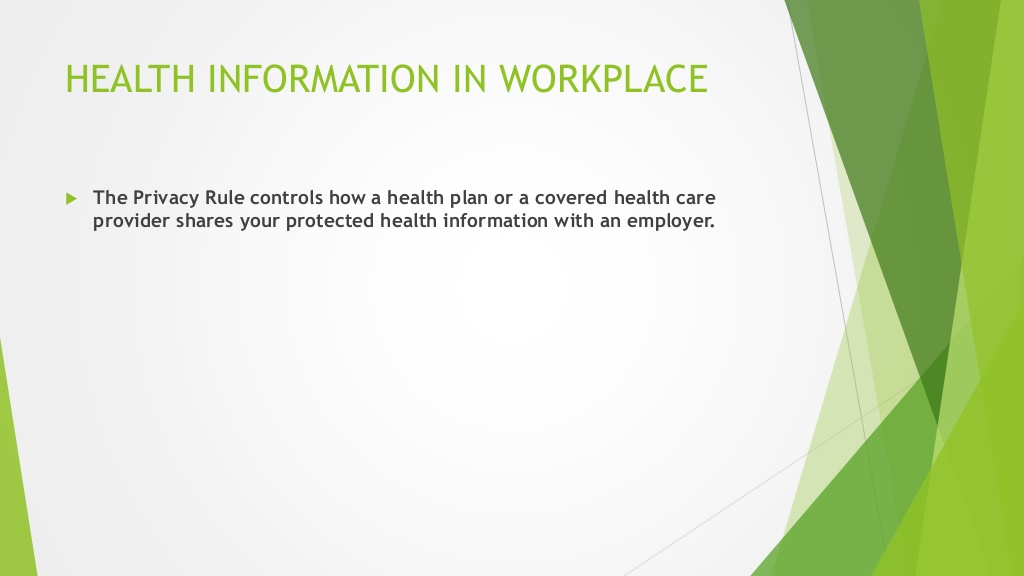 HEALTH INFORMATION IN WORKPLACE
The Privacy Rule controls how a health plan or a covered health care
provider shares your protected health information with an employer.